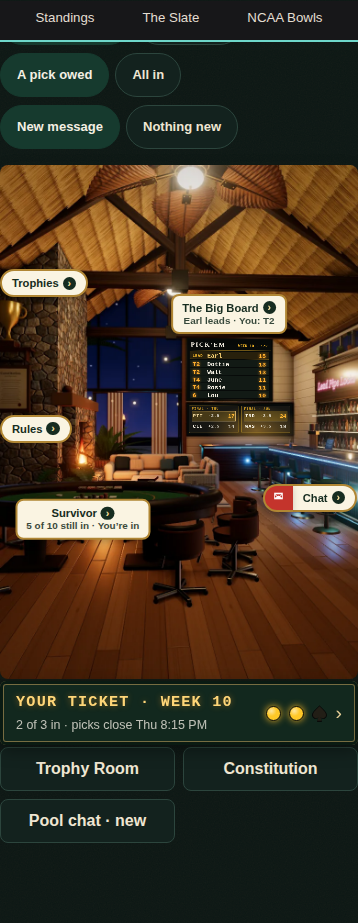 Standings
The Slate
NCAA Bowls
A pick owed
All in
New message
Nothing new
Trophies
The Big Board
Earl leads · You: T2
PICK'EM
Earl 15
T2 Dottie 13
T2 Walt 13
T4 June 11
T4 Rosie 11
6 Lou 10
Rules
Survivor
5 of 10 still in · You're in
Chat
YOUR TICKET · WEEK 10
2 of 3 in · picks close Thu 8:15 PM
Trophy Room
Constitution
Pool chat · new